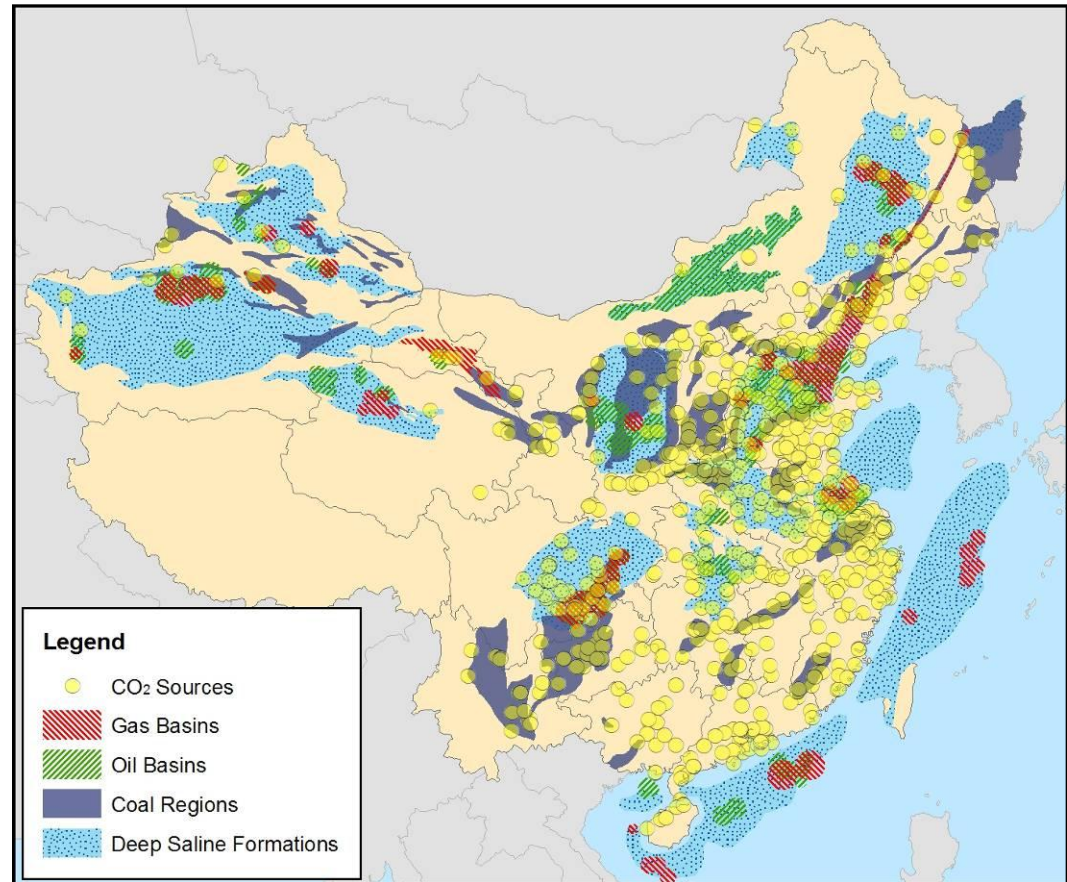 Legend
CO₂ Sources
Gas Basins
Oil Basins
Coal Regions
Deep Saline Formations